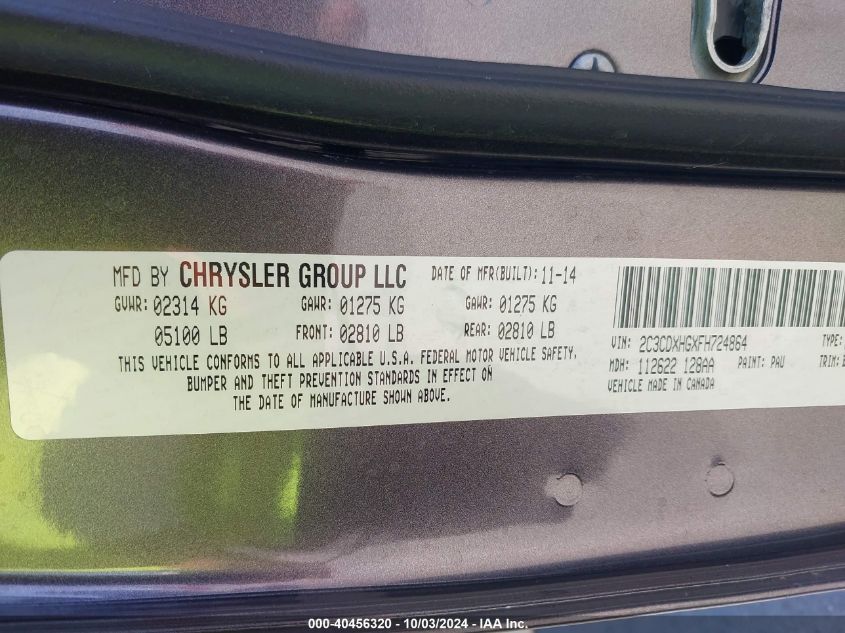 MFD BY CHRYSLER GROUP LLC DATE OF MFR(BUILT): 11-14
GVWR: 02314 KG GAWR: 01275 KG GAWR: 01275 KG
05100 LB FRONT: 02810 LB REAR: 02810 LB
THIS VEHICLE CONFORMS TO ALL APPLICABLE U.S.A. FEDERAL MOTOR VEHICLE SAFETY,
BUMPER AND THEFT PREVENTION STANDARDS IN EFFECT ON
THE DATE OF MANUFACTURE SHOWN ABOVE.
VIN: 2C3CDXHGXFH724864 TYPE:
MDH: 112622 128AA PAINT: PAU TRIM:
VEHICLE MADE IN CANADA
000-40456320 - 10/03/2024 - IAA Inc.